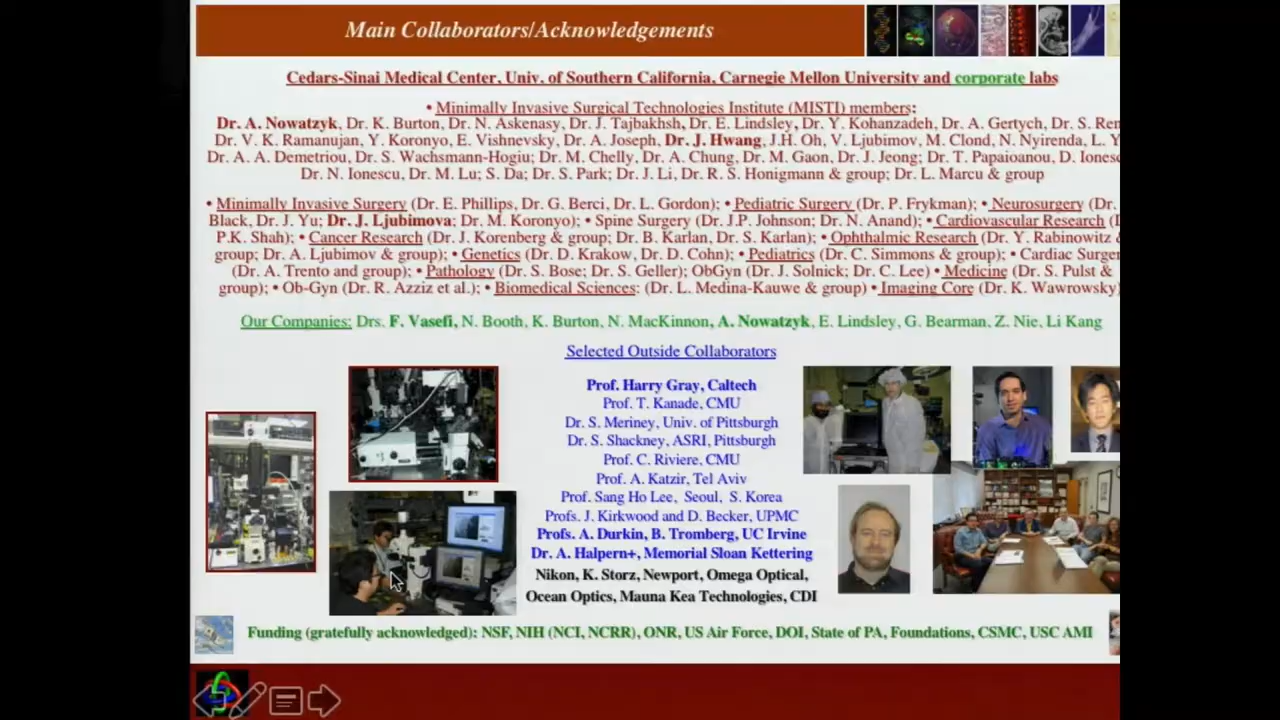 Main Collaborators/Acknowledgements
Cedars-Sinai Medical Center, Univ. of Southern California, Carnegie Mellon University and corporate labs
• Minimally Invasive Surgical Technologies Institute (MISTI) members:
Dr. A. Nowatzyk, Dr. K. Burton, Dr. N. Askenasy, Dr. J. Tajbakhsh, Dr. E. Lindsley, Dr. Y. Kohanzadeh, Dr. A. Gertych, Dr. S. Ren
Dr. V. K. Ramanujan, Y. Koronyo, E. Vishnevsky, Dr. A. Joseph, Dr. J. Hwang, J.H. Oh, V. Ljubimov, M. Clond, N. Nyirenda, L. Y
Dr. A. A. Demetriou, Dr. S. Wachsmann-Hogiu; Dr. M. Chelly, Dr. A. Chung, Dr. M. Gaon, Dr. J. Jeong; Dr. T. Papaioanou, D. Ionesc
Dr. N. Ionescu, Dr. M. Lu; S. Da; Dr. S. Park; Dr. J. Li, Dr. R. S. Honigmann & group; Dr. L. Marcu & group
• Minimally Invasive Surgery (Dr. E. Phillips, Dr. G. Berci, Dr. L. Gordon); • Pediatric Surgery (Dr. P. Frykman); • Neurosurgery (Dr.
Black, Dr. J. Yu; Dr. J. Ljubimova; Dr. M. Koronyo); • Spine Surgery (Dr. J.P. Johnson; Dr. N. Anand); • Cardiovascular Research (
P.K. Shah); • Cancer Research (Dr. J. Korenberg & group; Dr. B. Karlan, Dr. S. Karlan); • Ophthalmic Research (Dr. Y. Rabinowitz &
group; Dr. A. Ljubimov & group); • Genetics (Dr. D. Krakow, Dr. D. Cohn); • Pediatrics (Dr. C. Simmons & group); • Cardiac Surger
(Dr. A. Trento and group); • Pathology (Dr. S. Bose; Dr. S. Geller); ObGyn (Dr. J. Solnick; Dr. C. Lee) • Medicine (Dr. S. Pulst &
group); • Ob-Gyn (Dr. R. Azziz et al.); • Biomedical Sciences: (Dr. L. Medina-Kauwe & group) • Imaging Core (Dr. K. Wawrowsky)
Our Companies: Drs. F. Vasefi, N. Booth, K. Burton, N. MacKinnon, A. Nowatzyk, E. Lindsley, G. Bearman, Z. Nie, Li Kang
Selected Outside Collaborators
Prof. Harry Gray, Caltech
Prof. T. Kanade, CMU
Dr. S. Meriney, Univ. of Pittsburgh
Dr. S. Shackney, ASRI, Pittsburgh
Prof. C. Riviere, CMU
Prof. A. Katzir, Tel Aviv
Prof. Sang Ho Lee, Seoul, S. Korea
Profs. J. Kirkwood and D. Becker, UPMC
Profs. A. Durkin, B. Tromberg, UC Irvine
Dr. A. Halpern+, Memorial Sloan Kettering
Nikon, K. Storz, Newport, Omega Optical,
Ocean Optics, Mauna Kea Technologies, CDI
Funding (gratefully acknowledged): NSF, NIH (NCI, NCRR), ONR, US Air Force, DOI, State of PA, Foundations, CSMC, USC AMI